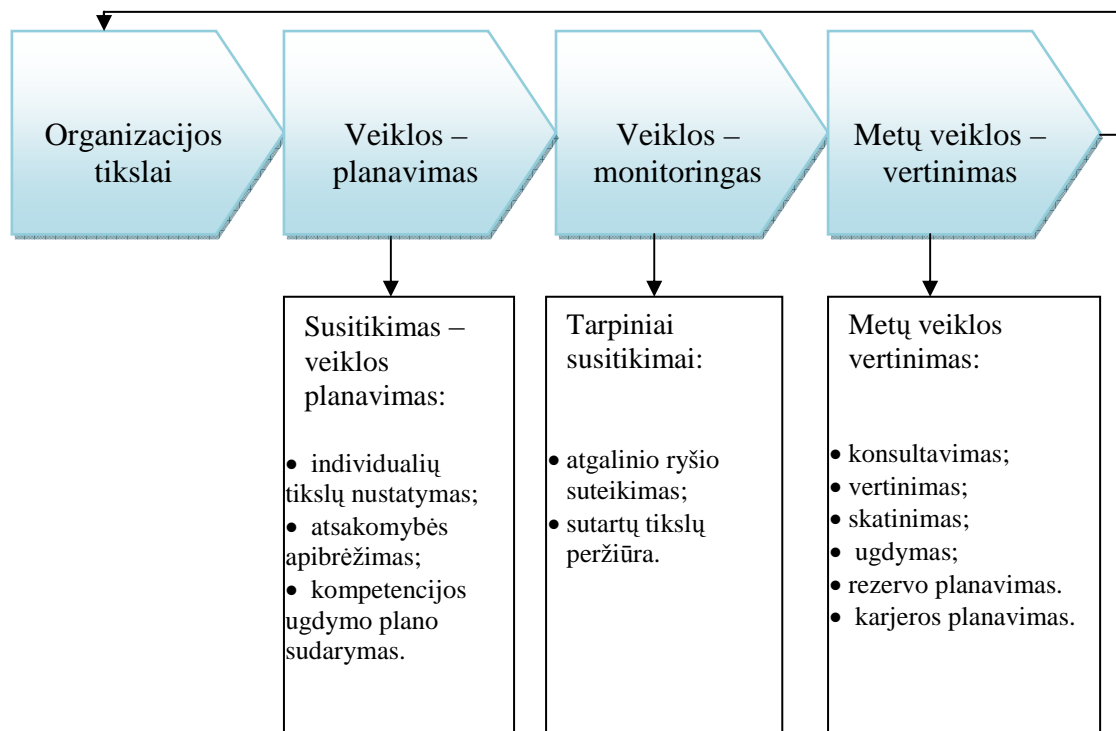 Organizacijos
tikslai
Veiklos –
planavimas
Veiklos –
monitoringas
Metų veiklos –
vertinimas
Susitikimas –
veiklos
planavimas:
• individualių
tikslų nustatymas;
• atsakomybės
apibrėžimas;
• kompetencijos
ugdymo plano
sudarymas.
Tarpiniai
susitikimai:
• atgalinio ryšio
suteikimas;
• sutartų tikslų
peržiūra.
Metų veiklos
vertinimas:
• konsultavimas;
• vertinimas;
• skatinimas;
• ugdymas;
• rezervo planavimas.
• karjeros planavimas.